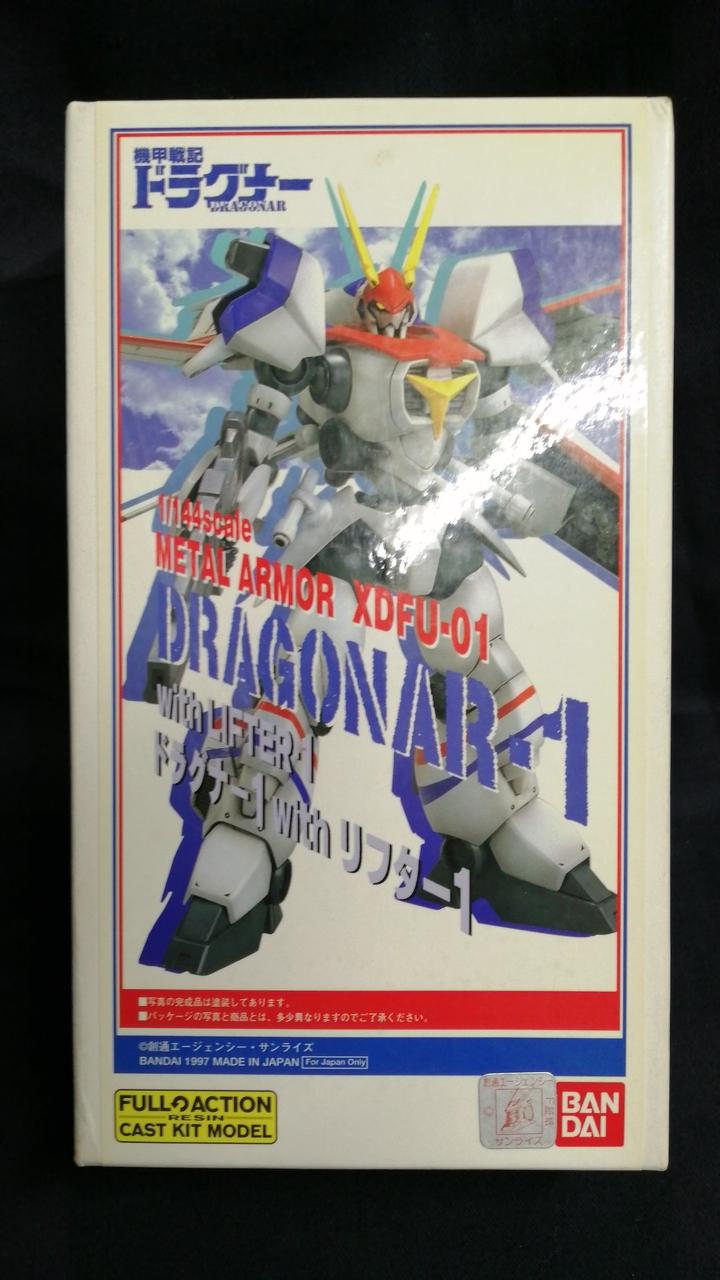 機甲戦記
ドラグナー
DRAGONAR
1/144scale
METAL ARMOR XDFU-01
DRAGONAR-1
with LIFTER-1
ドラグナー1 with リフター1
■写真の完成品は塗装してあります。
■パッケージの写真と商品とは、多少異なりますのでご了承ください。
©創通エージェンシー・サンライズ
BANDAI 1997 MADE IN JAPAN For Japan Only
FULL ACTION
RESIN
CAST KIT MODEL
創通エージェンシー
©
サンライズ
BAN
DAI